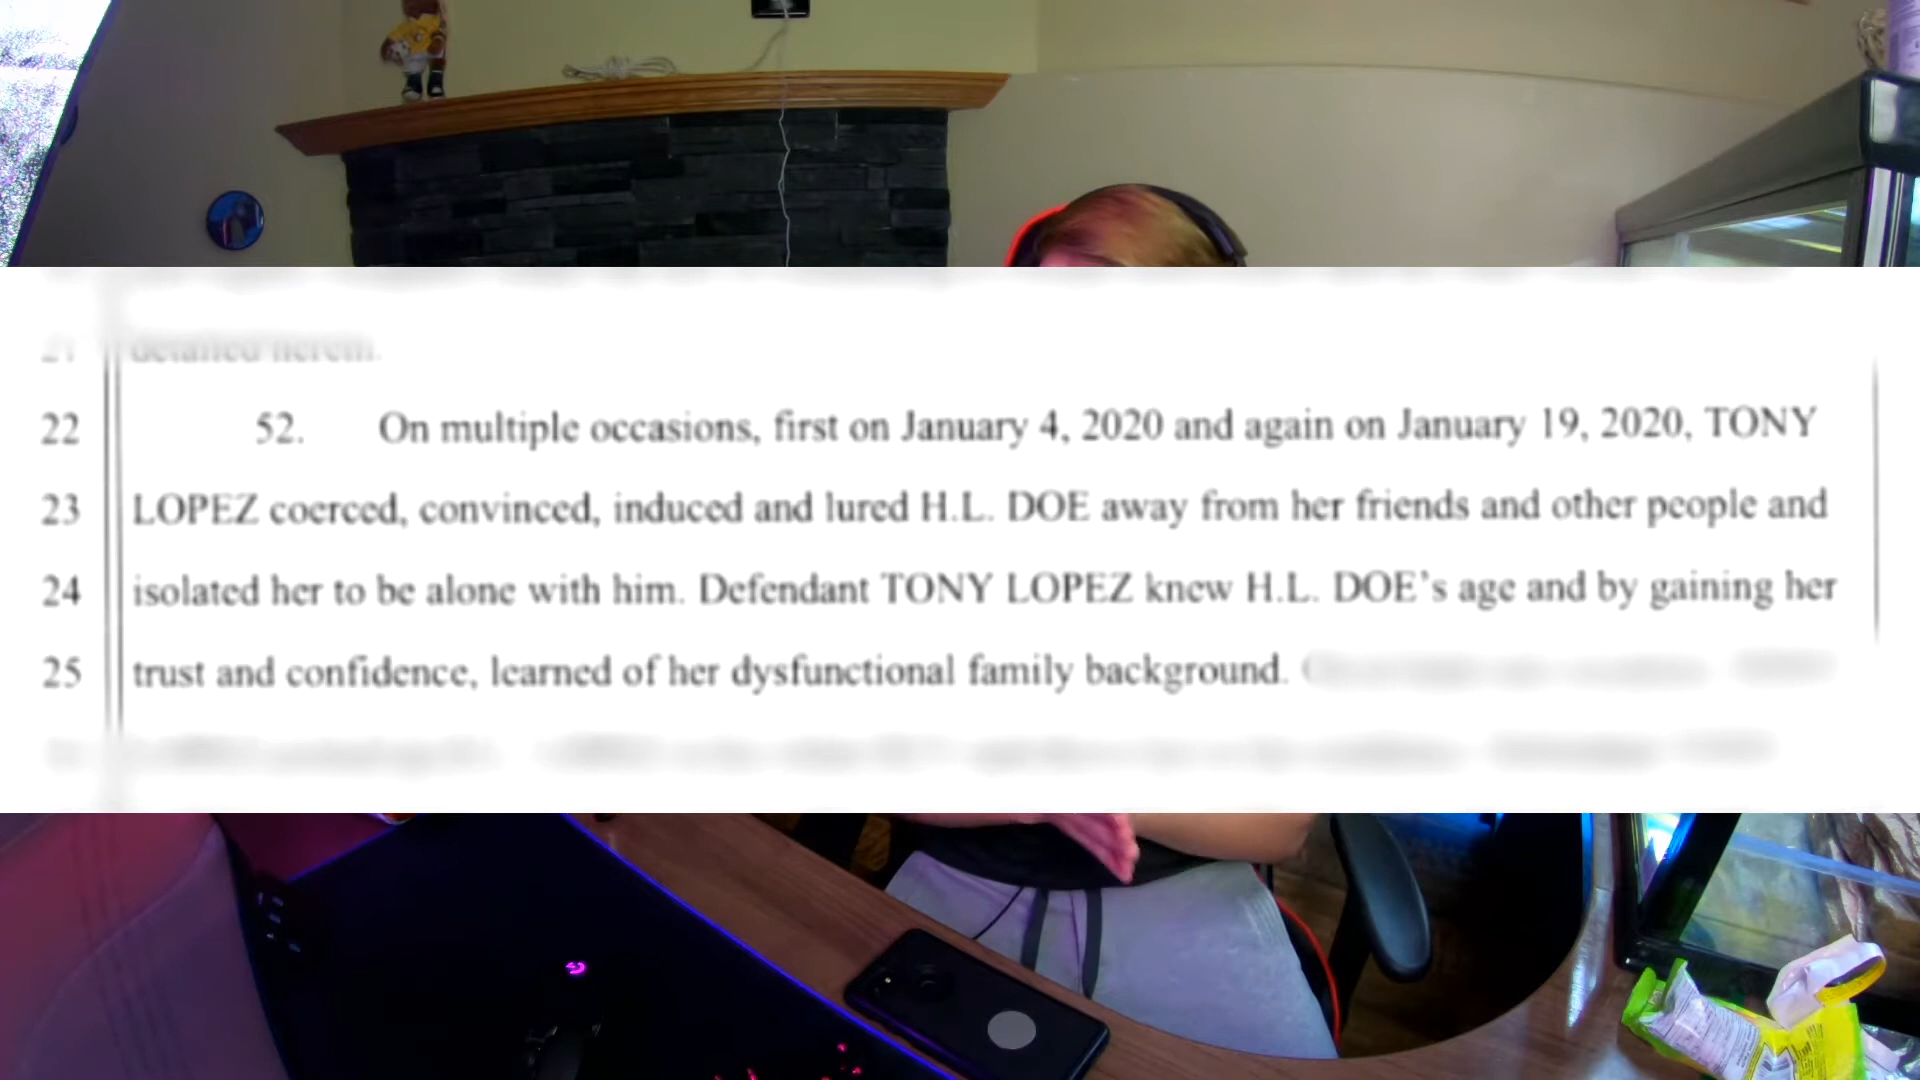 21 detailed herein.
22 52. On multiple occasions, first on January 4, 2020 and again on January 19, 2020, TONY
23 LOPEZ coerced, convinced, induced and lured H.L. DOE away from her friends and other people and
24 isolated her to be alone with him. Defendant TONY LOPEZ knew H.L. DOE's age and by gaining her
25 trust and confidence, learned of her dysfunctional family background.